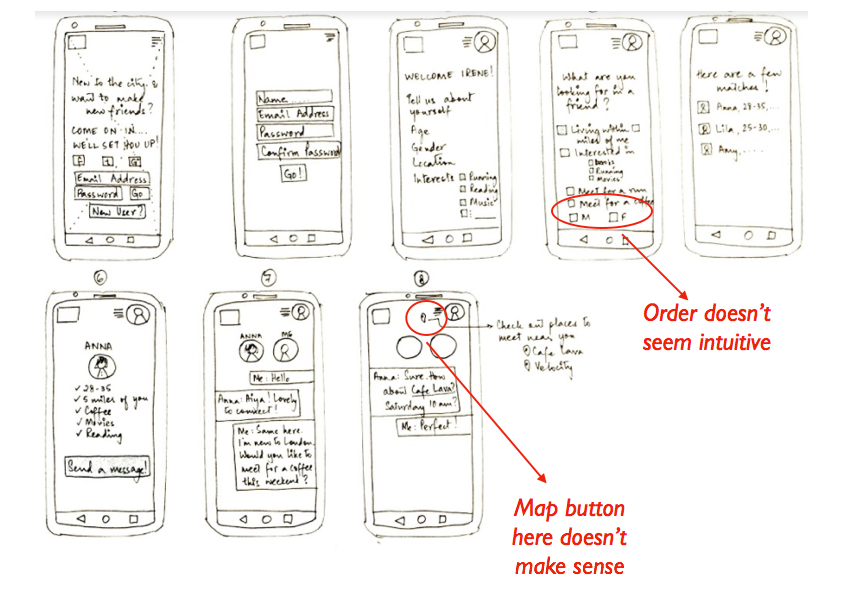 New to the city &
want to make
new friends?
COME ON IN...
WE'LL SET YOU UP!
f t G+
Email Address
Password Go
New User?
Name
Email Address
Password
Confirm Password
Go!
WELCOME IRENE!
Tell us about
yourself
Age
Gender
Location
Interests Running
Reading
Music
What are you
looking for in a
friend?
Living within
miles of me
Interested in
books
Running
movies
Meet for a run
Meet for a coffee
M F
Here are a few
matches!
Anna, 28-35,...
Lila, 25-30,...
Amy,....
Order doesn't
seem intuitive
6
ANNA
✓ 28-35
✓ 5 miles of you
✓ Coffee
✓ Movies
✓ Reading
Send a message!
7
ANNA ME
Me: Hello
Anna: Aiya! Lovely
to connect!
Me: Same here.
I'm new to London.
Would you like to
meet for a coffee
this weekend?
8
Anna: Sure. How
about Cafe Lava?
Saturday 10 am?
Me: Perfect!
Check out places to
meet near you
Cafe Lava
Velocity
Map button
here doesn't
make sense